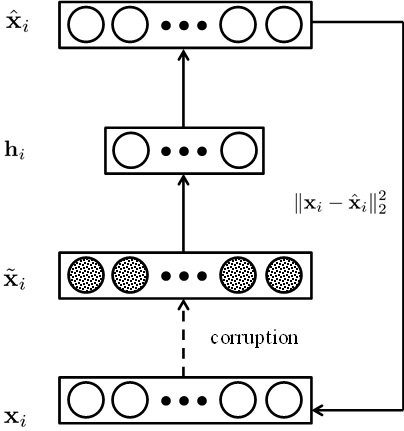 x̂ᵢ
hᵢ
‖xᵢ − x̂ᵢ‖₂²
x̃ᵢ
corruption
xᵢ